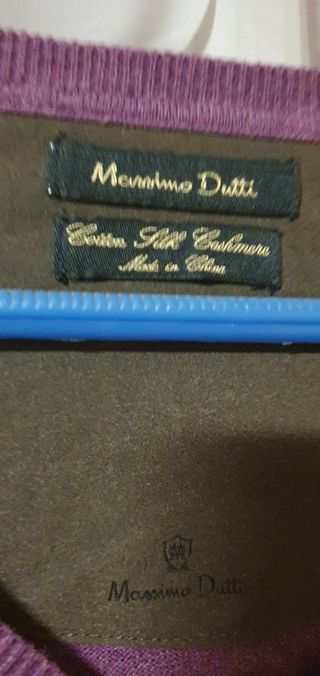 Massimo Dutti
Cotton Silk Cashmere
Made in China
Massimo Dutti